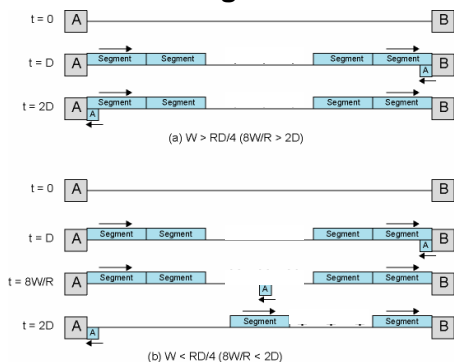 t = 0 A B
t = D A Segment Segment Segment Segment B
A
t = 2D A Segment Segment Segment Segment B
A
(a) W > RD/4 (8W/R > 2D)
t = 0 A B
t = D A Segment Segment Segment Segment B
A
t = 8W/R A Segment Segment Segment Segment B
A
t = 2D A Segment Segment B
A
(b) W < RD/4 (8W/R < 2D)